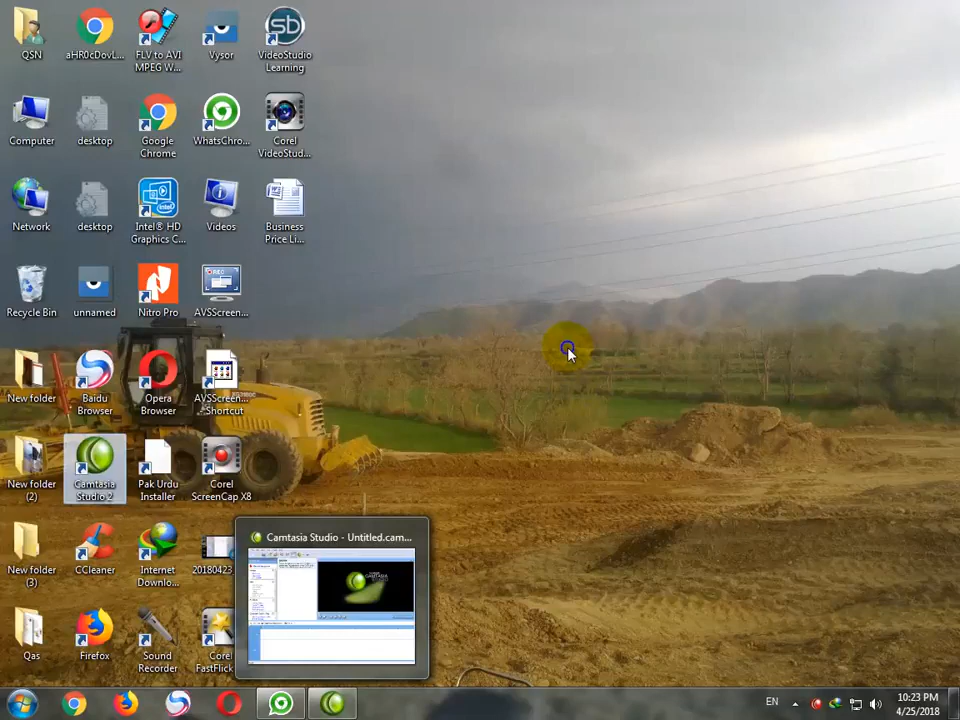 QSN
aHR0cDovL...
FLV to AVI
MPEG W...
Vysor
VideoStudio
Learning
Computer
desktop
Google
Chrome
WhatsChro...
Corel
VideoStud...
Network
desktop
Intel® HD
Graphics C...
Videos
Business
Price Li...
Recycle Bin
unnamed
Nitro Pro
AVSScreen...
New folder
Baidu
Browser
Opera
Browser
AVSScreen...
Shortcut
New folder
(2)
Camtasia
Studio 2
Pak Urdu
Installer
Corel
ScreenCap X8
Camtasia Studio - Untitled.cam...
New folder
(3)
CCleaner
Internet
Downlo...
20180423
Qas
Firefox
Sound
Recorder
Corel
FastFlick
EN
10:23 PM
4/25/2018